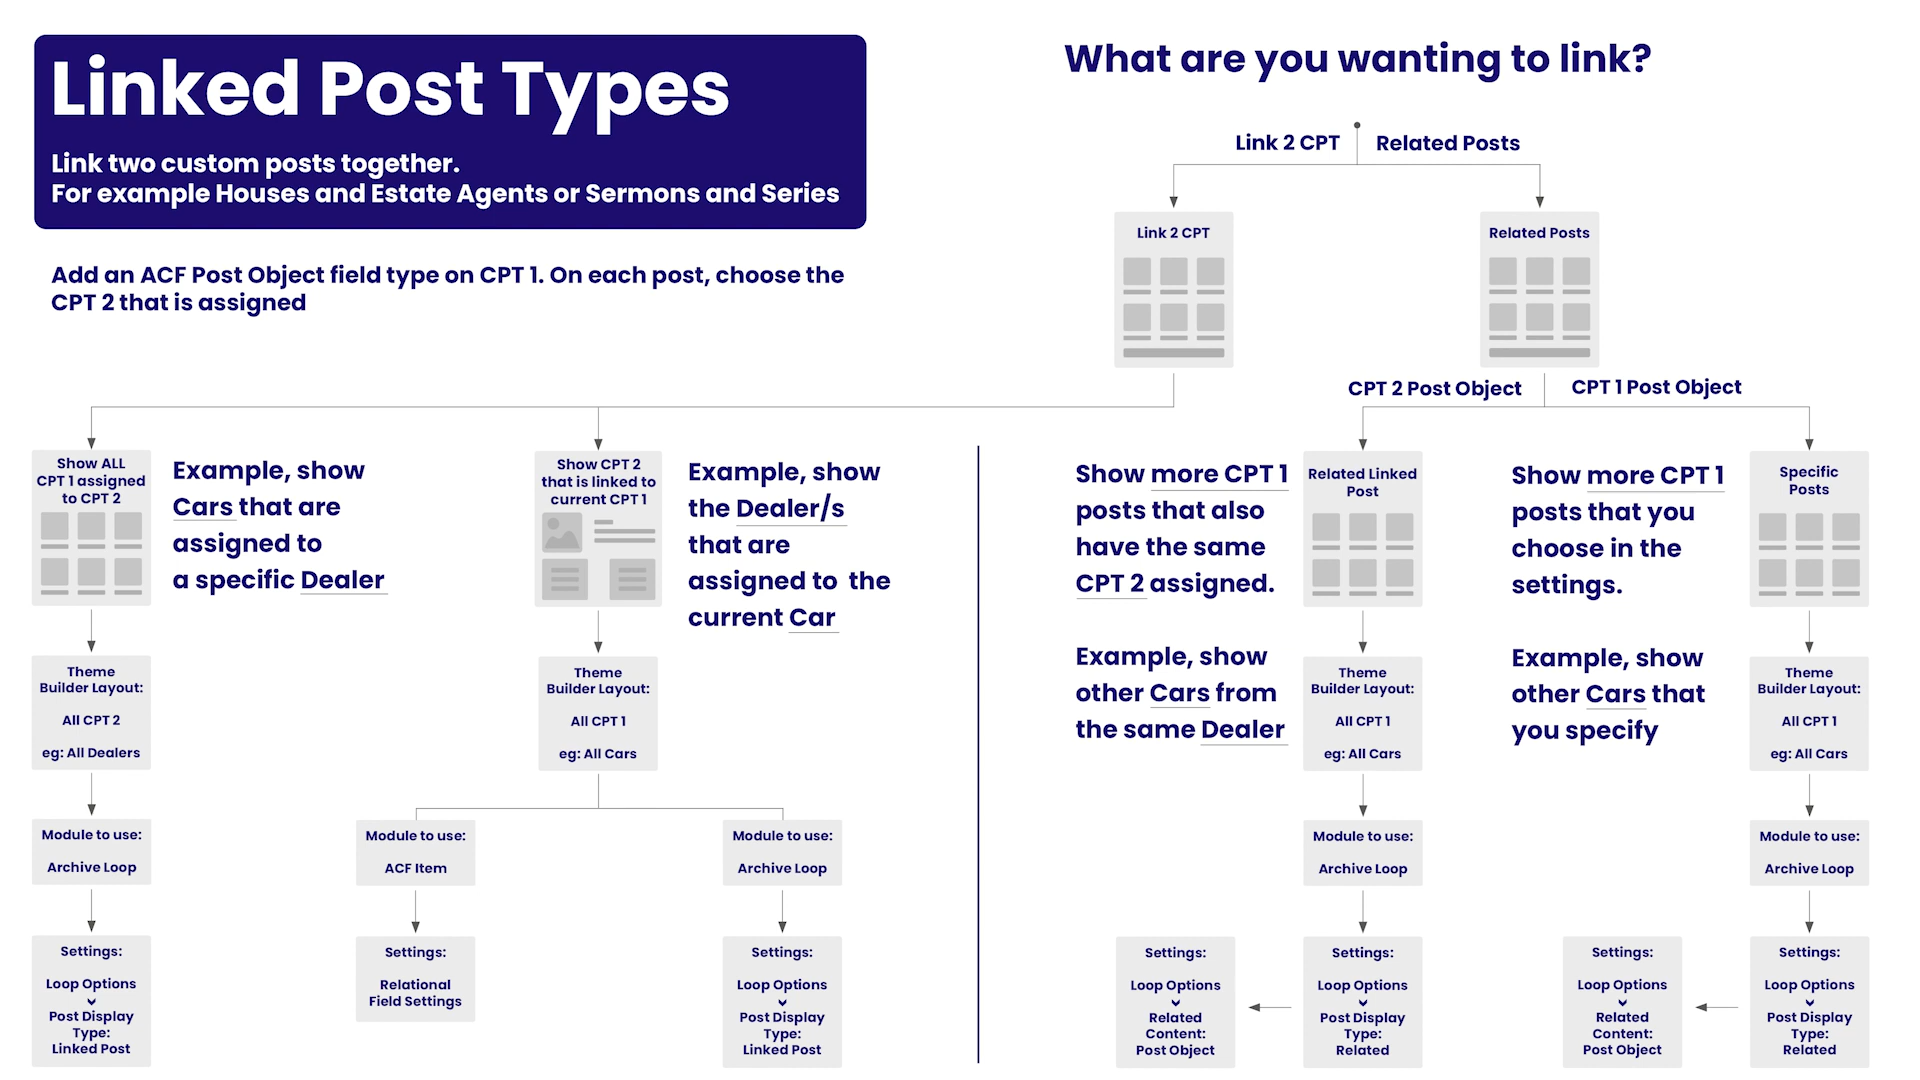 Linked Post Types
Link two custom posts together.
For example Houses and Estate Agents or Sermons and Series
Add an ACF Post Object field type on CPT 1. On each post, choose the
CPT 2 that is assigned
What are you wanting to link?
Link 2 CPT
Related Posts
Link 2 CPT
Related Posts
CPT 2 Post Object
CPT 1 Post Object
Show ALL
CPT 1 assigned
to CPT 2
Example, show
Cars that are
assigned to
a specific Dealer
Theme
Builder Layout:
All CPT 2
eg: All Dealers
Module to use:
Archive Loop
Settings:
Loop Options
Post Display
Type:
Linked Post
Show CPT 2
that is linked to
current CPT 1
Example, show
the Dealer/s
that are
assigned to the
current Car
Theme
Builder Layout:
All CPT 1
eg: All Cars
Module to use:
ACF Item
Settings:
Relational
Field Settings
Module to use:
Archive Loop
Settings:
Loop Options
Post Display
Type:
Linked Post
Show more CPT 1
posts that also
have the same
CPT 2 assigned.
Example, show
other Cars from
the same Dealer
Related Linked
Post
Theme
Builder Layout:
All CPT 1
eg: All Cars
Module to use:
Archive Loop
Settings:
Loop Options
Post Display
Type:
Related
Settings:
Loop Options
Related
Content:
Post Object
Show more CPT 1
posts that you
choose in the
settings.
Example, show
other Cars that
you specify
Specific
Posts
Theme
Builder Layout:
All CPT 1
eg: All Cars
Module to use:
Archive Loop
Settings:
Loop Options
Post Display
Type:
Related
Settings:
Loop Options
Related
Content:
Post Object